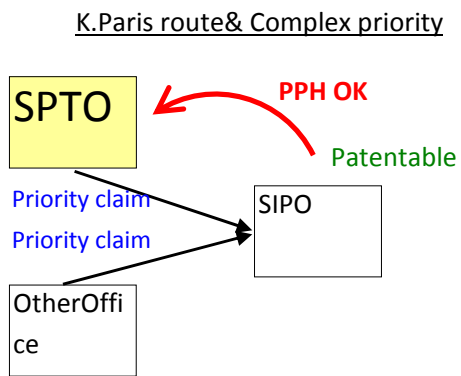 K.Paris route& Complex priority
SPTO
PPH OK
Patentable
Priority claim
SIPO
Priority claim
OtherOffi
ce